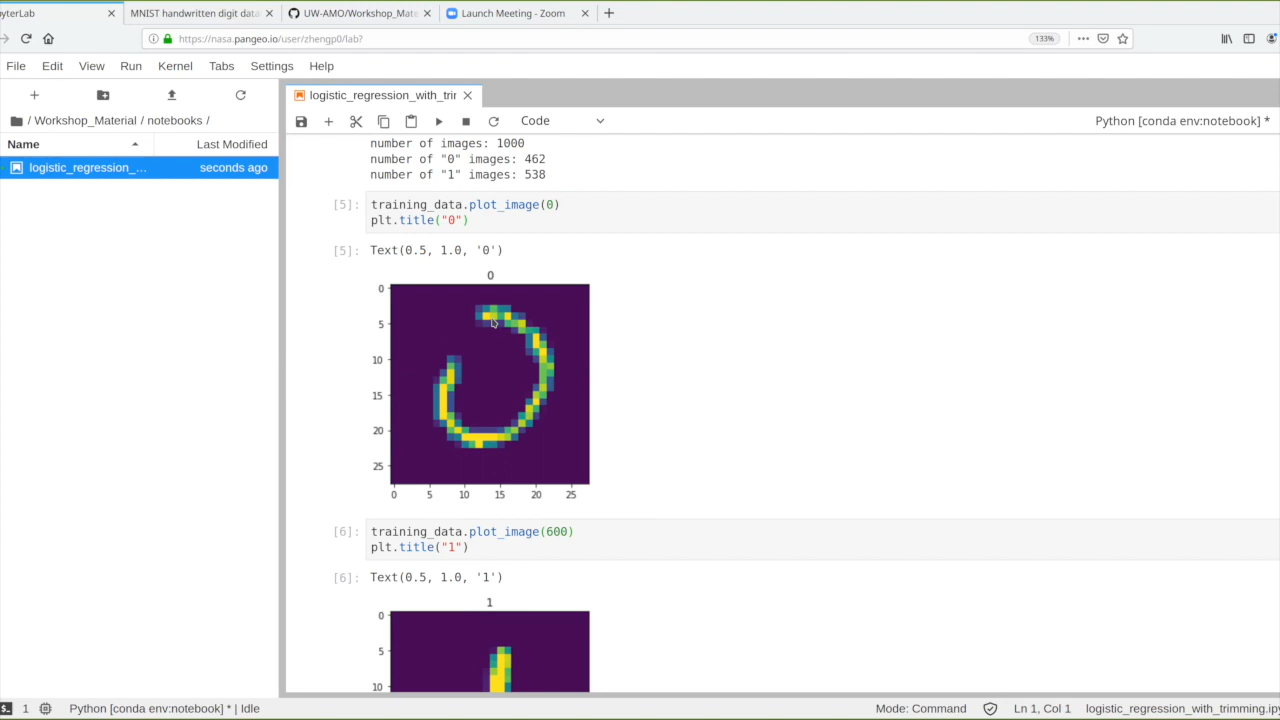 yterLab
MNIST handwritten digit data
UW-AMO/Workshop_Mate
Launch Meeting - Zoom
https://nasa.pangeo.io/user/zhengp0/lab?
133%
File Edit View Run Kernel Tabs Settings Help
logistic_regression_with_trir
/ Workshop_Material / notebooks /
Code
Python [conda env:notebook] *
Name
Last Modified
logistic_regression_…
seconds ago
number of images: 1000
number of "0" images: 462
number of "1" images: 538
[5]:
training_data.plot_image(0)
plt.title("0")
[5]:
Text(0.5, 1.0, '0')
0
0
5
10
15
20
25
0 5 10 15 20 25
[6]:
training_data.plot_image(600)
plt.title("1")
[6]:
Text(0.5, 1.0, '1')
1
0
5
10
1
Python [conda env:notebook] * | Idle
Mode: Command
Ln 1, Col 1
logistic_regression_with_trimming.ipy